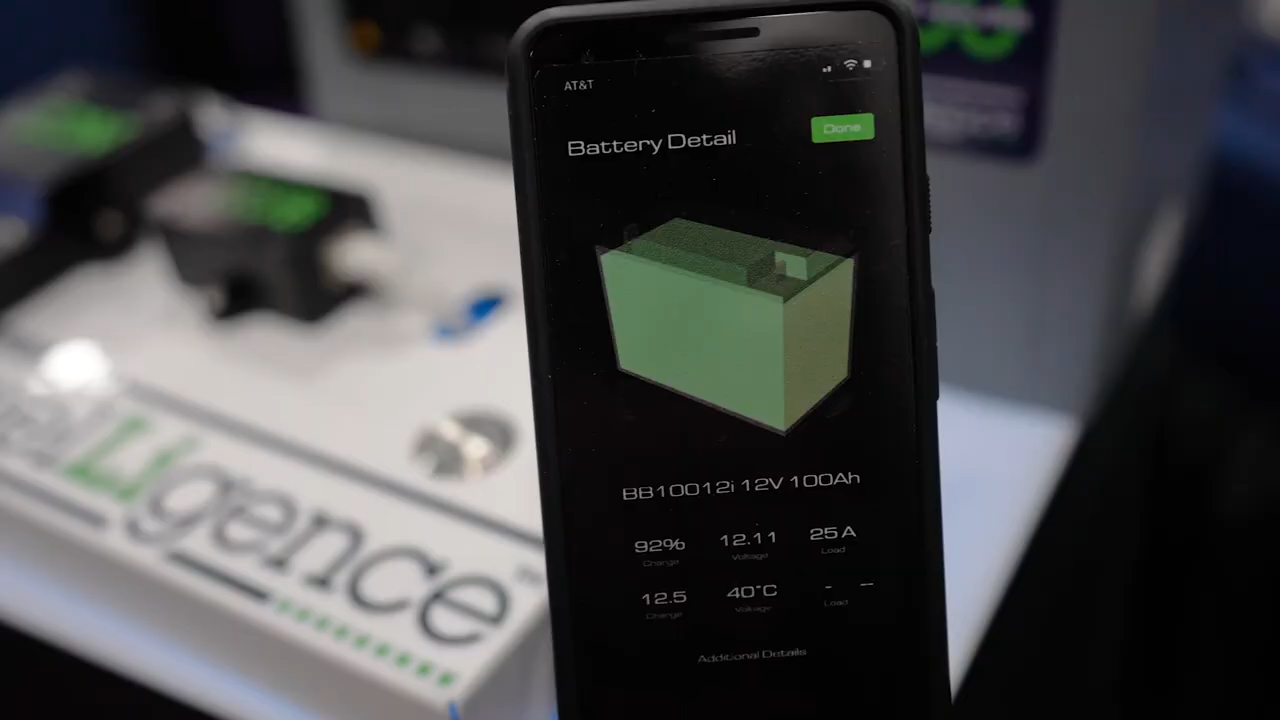 AT&T
Battery Detail
Done
BB10012i 12V 100Ah
92% 12.11 25 A
Charge Voltage Load
12.5 40°C - --
Charge Voltage Load
Additional Details
Ligence™